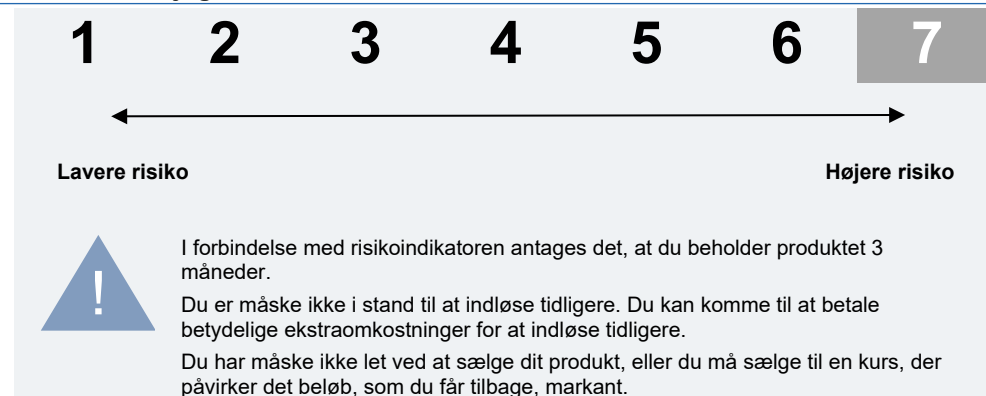 1 2 3 4 5 6 7
Lavere risiko Højere risiko
!
I forbindelse med risikoindikatoren antages det, at du beholder produktet 3
måneder.
Du er måske ikke i stand til at indløse tidligere. Du kan komme til at betale
betydelige ekstraomkostninger for at indløse tidligere.
Du har måske ikke let ved at sælge dit produkt, eller du må sælge til en kurs, der
påvirker det beløb, som du får tilbage, markant.